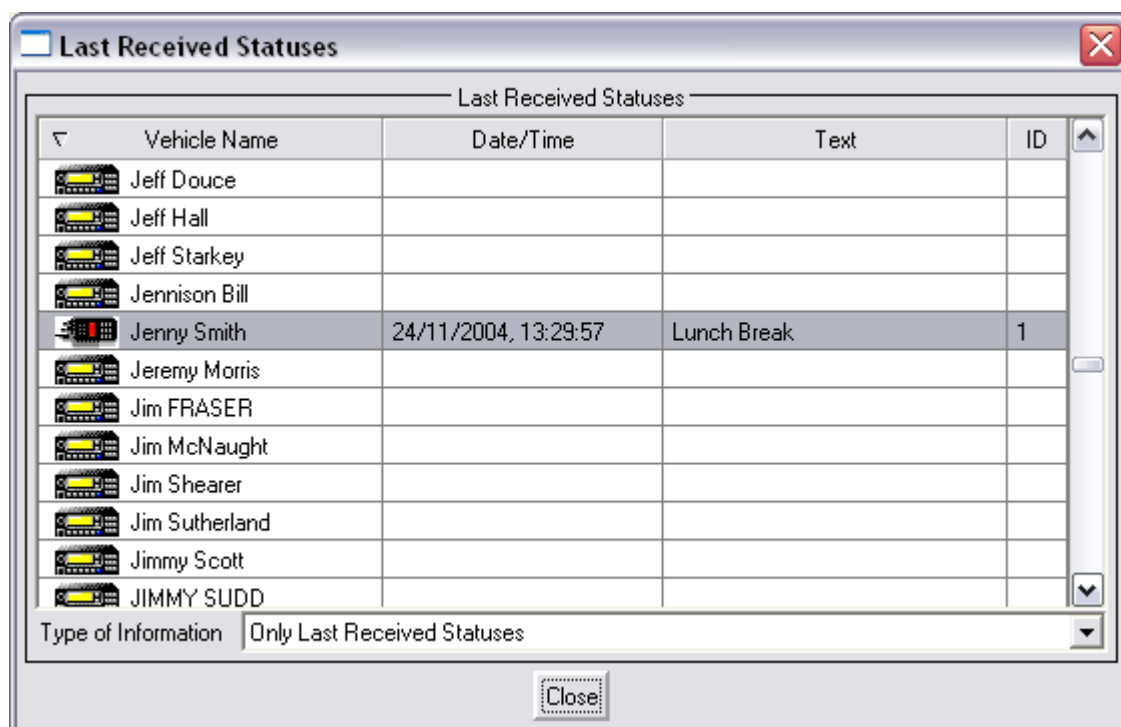 Last Received Statuses
Last Received Statuses
Vehicle Name Date/Time Text ID
Jeff Douce
Jeff Hall
Jeff Starkey
Jennison Bill
Jenny Smith 24/11/2004, 13:29:57 Lunch Break 1
Jeremy Morris
Jim FRASER
Jim McNaught
Jim Shearer
Jim Sutherland
Jimmy Scott
JIMMY SUDD
Type of Information Only Last Received Statuses
Close